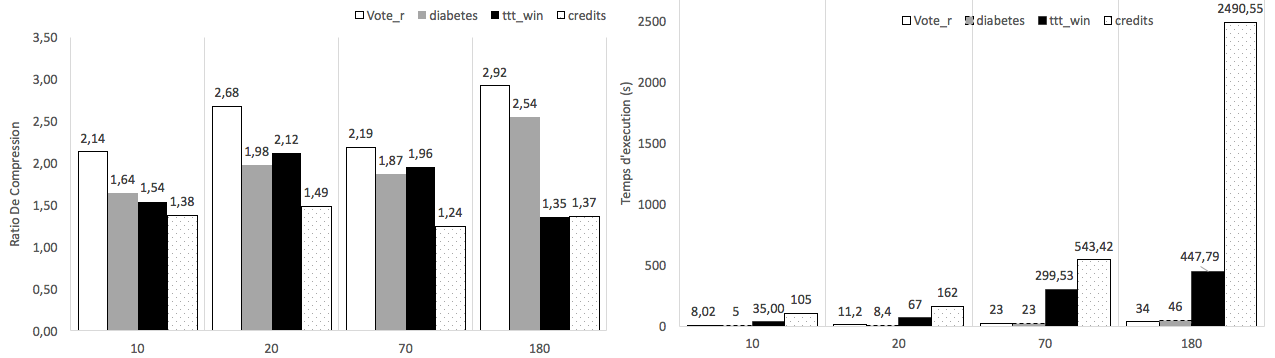 Vote_r diabetes ttt_win credits
3,50
3,00
2,50
2,00
1,50
1,00
0,50
0,00
Ratio De Compression
2,14 1,64 1,54 1,38
2,68 1,98 2,12 1,49
2,19 1,87 1,96 1,24
2,92 2,54 1,35 1,37
10 20 70 180
Vote_r diabetes ttt_win credits
2500
2000
1500
1000
500
0
Temps d'execution (s)
8,02 5 35,00 105
11,2 8,4 67 162
23 23 299,53 543,42
34 46 447,79 2490,55
10 20 70 180